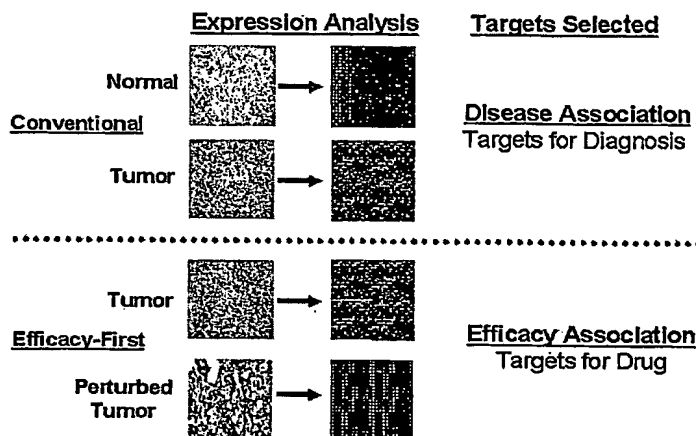 Expression Analysis
Targets Selected
Normal
Conventional
Disease Association
Targets for Diagnosis
Tumor
Tumor
Efficacy-First
Efficacy Association
Targets for Drug
Perturbed
Tumor